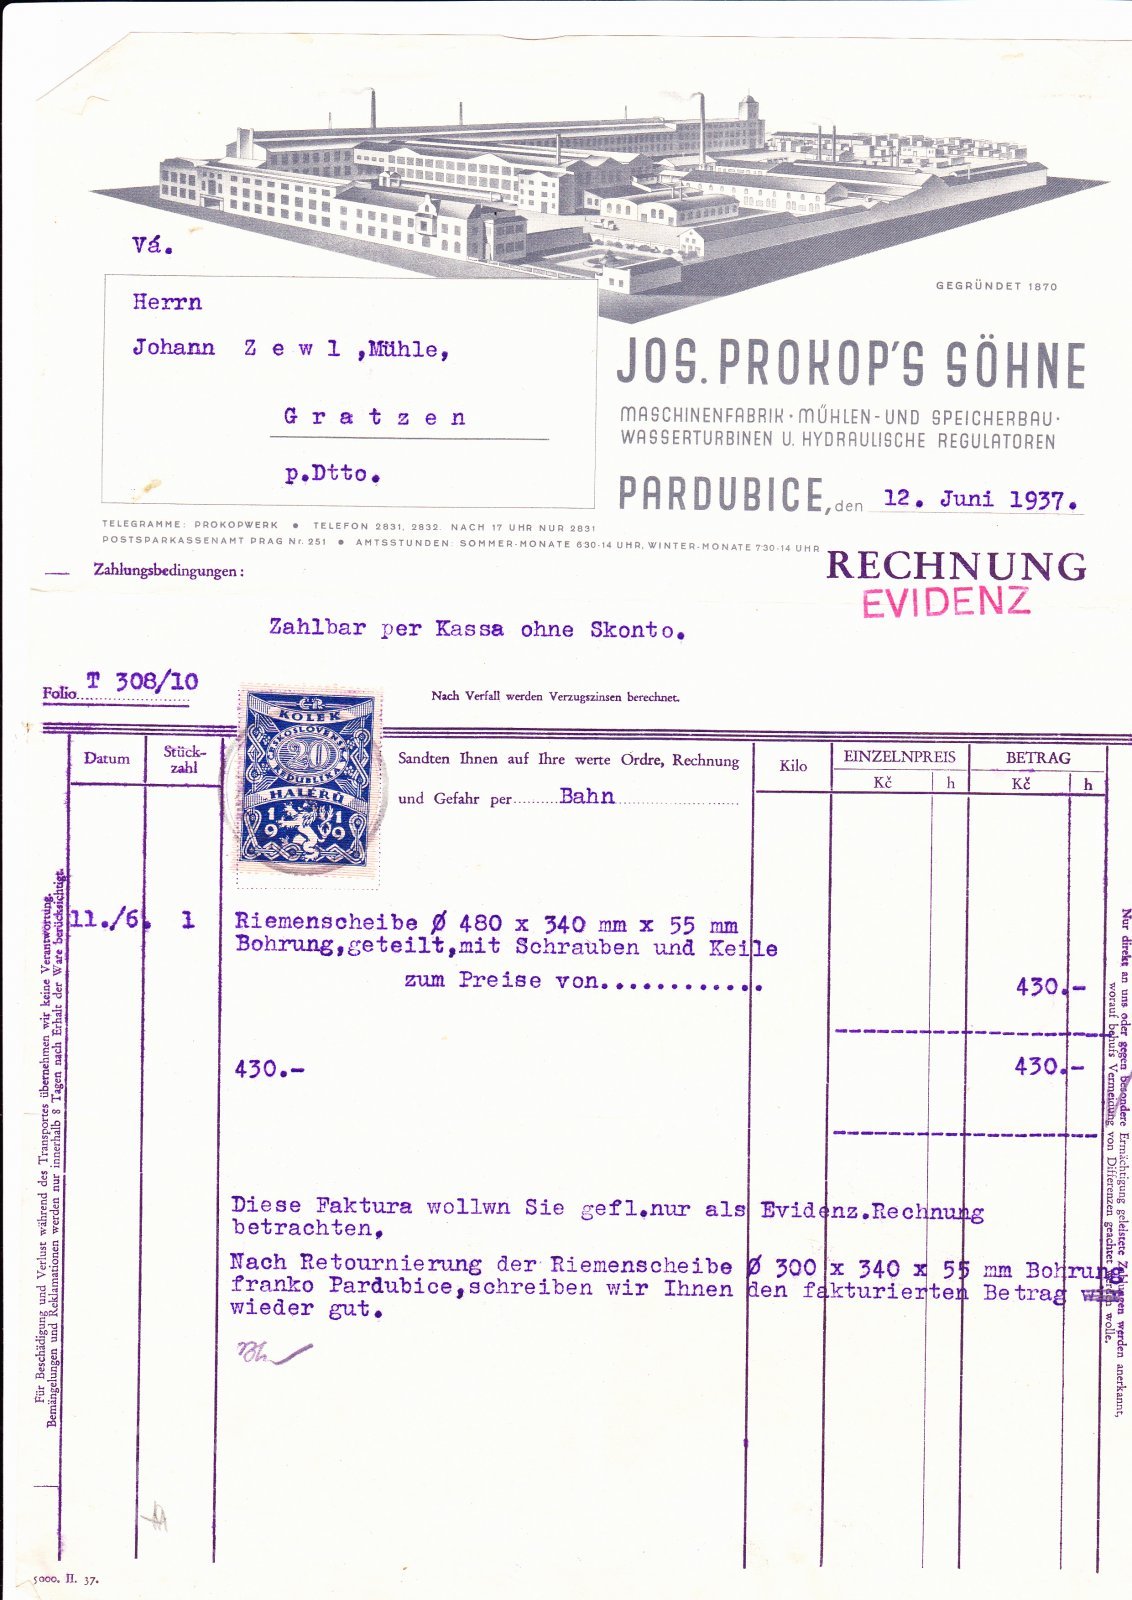 Vá.
GEGRÜNDET 1870
Herrn
Johann Z e w l ,Mühle,
G r a t z e n
p.Dtto.
JOS. PROKOP'S SÖHNE
MASCHINENFABRIK · MÜHLEN- UND SPEICHERBAU ·
WASSERTURBINEN U. HYDRAULISCHE REGULATOREN
PARDUBICE, den 12. Juni 1937.
TELEGRAMME: PROKOPWERK • TELEFON 2831, 2832. NACH 17 UHR NUR 2831
POSTSPARKASSENAMT PRAG Nr. 251 • AMTSSTUNDEN: SOMMER-MONATE 630-14 UHR, WINTER-MONATE 730-14 UHR
RECHNUNG
EVIDENZ
Zahlungsbedingungen:
Zahlbar per Kassa ohne Skonto.
Folio T 308/10
Nach Verfall werden Verzugszinsen berechnet.
ČR
KOLEK
ČESKOSLOVENSKÁ
20
REPUBLIKA
HALÉŘŮ
1919
Datum
Stück-
zahl
Sandten Ihnen auf Ihre werte Ordre, Rechnung
und Gefahr per Bahn
Kilo
EINZELNPREIS
Kč h
BETRAG
Kč h
11./6. 1 Riemenscheibe Ø 480 x 340 mm x 55 mm
Bohrung,geteilt,mit Schrauben und Keile
zum Preise von............ 430.-
430.- 430.-
Diese Faktura wollwn Sie gefl.nur als Evidenz.Rechnung
betrachten.
Nach Retournierung der Riemenscheibe Ø 300 x 340 x 55 mm Bohrung
franko Pardubice,schreiben wir Ihnen den fakturierten Betrag wir
wieder gut.
Für Beschädigung und Verlust während des Transportes übernehmen wir keine Verantwortung.
Bemängelungen und Reklamationen werden nur innerhalb 8 Tagen nach Erhalt der Ware berücksichtigt.
Nur direkt an uns oder gegen besondere Ermächtigung geleistete Zahlungen werden anerkannt,
worauf behufs Vermeidung von Differenzen geachtet werden wolle.
5000. II. 37.